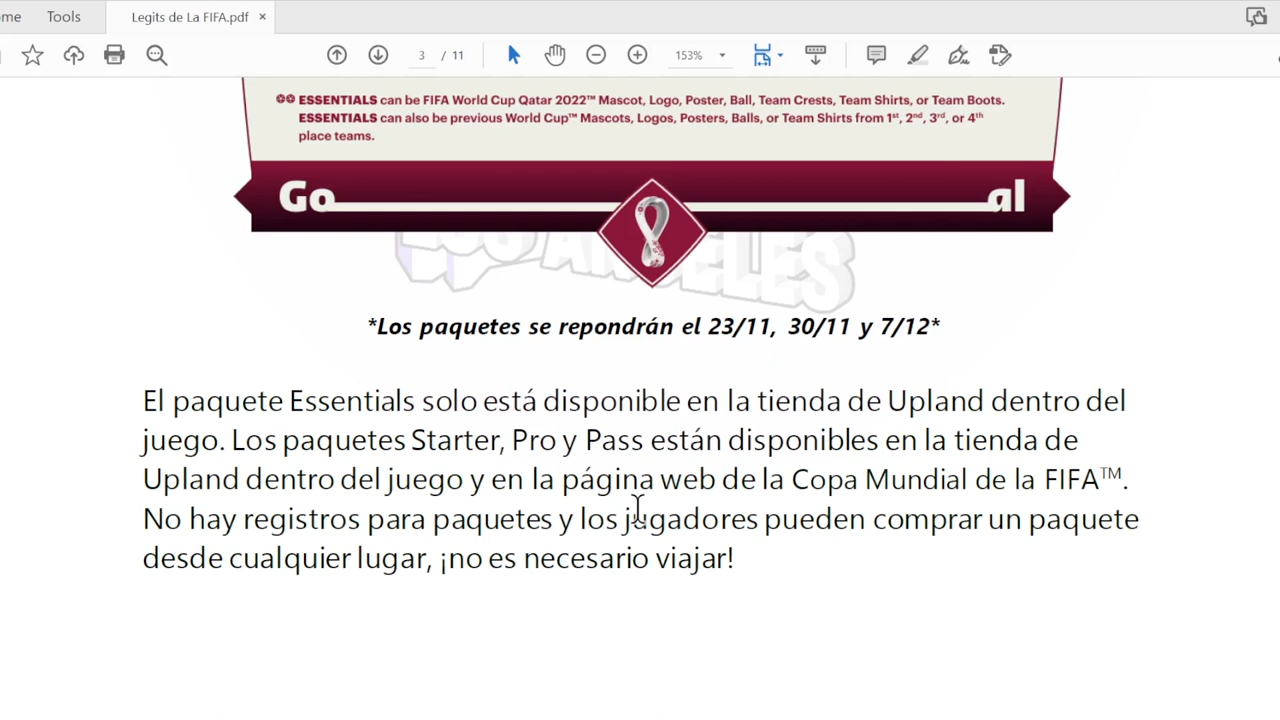 ome Tools Legits de La FIFA.pdf ×
3 / 11 153%
ESSENTIALS can be FIFA World Cup Qatar 2022™ Mascot, Logo, Poster, Ball, Team Crests, Team Shirts, or Team Boots.
ESSENTIALS can also be previous World Cup™ Mascots, Logos, Posters, Balls, or Team Shirts from 1st, 2nd, 3rd, or 4th
place teams.
Go al
ANGELES
*Los paquetes se repondrán el 23/11, 30/11 y 7/12*
El paquete Essentials solo está disponible en la tienda de Upland dentro del
juego. Los paquetes Starter, Pro y Pass están disponibles en la tienda de
Upland dentro del juego y en la página web de la Copa Mundial de la FIFA™.
No hay registros para paquetes y los jugadores pueden comprar un paquete
desde cualquier lugar, ¡no es necesario viajar!